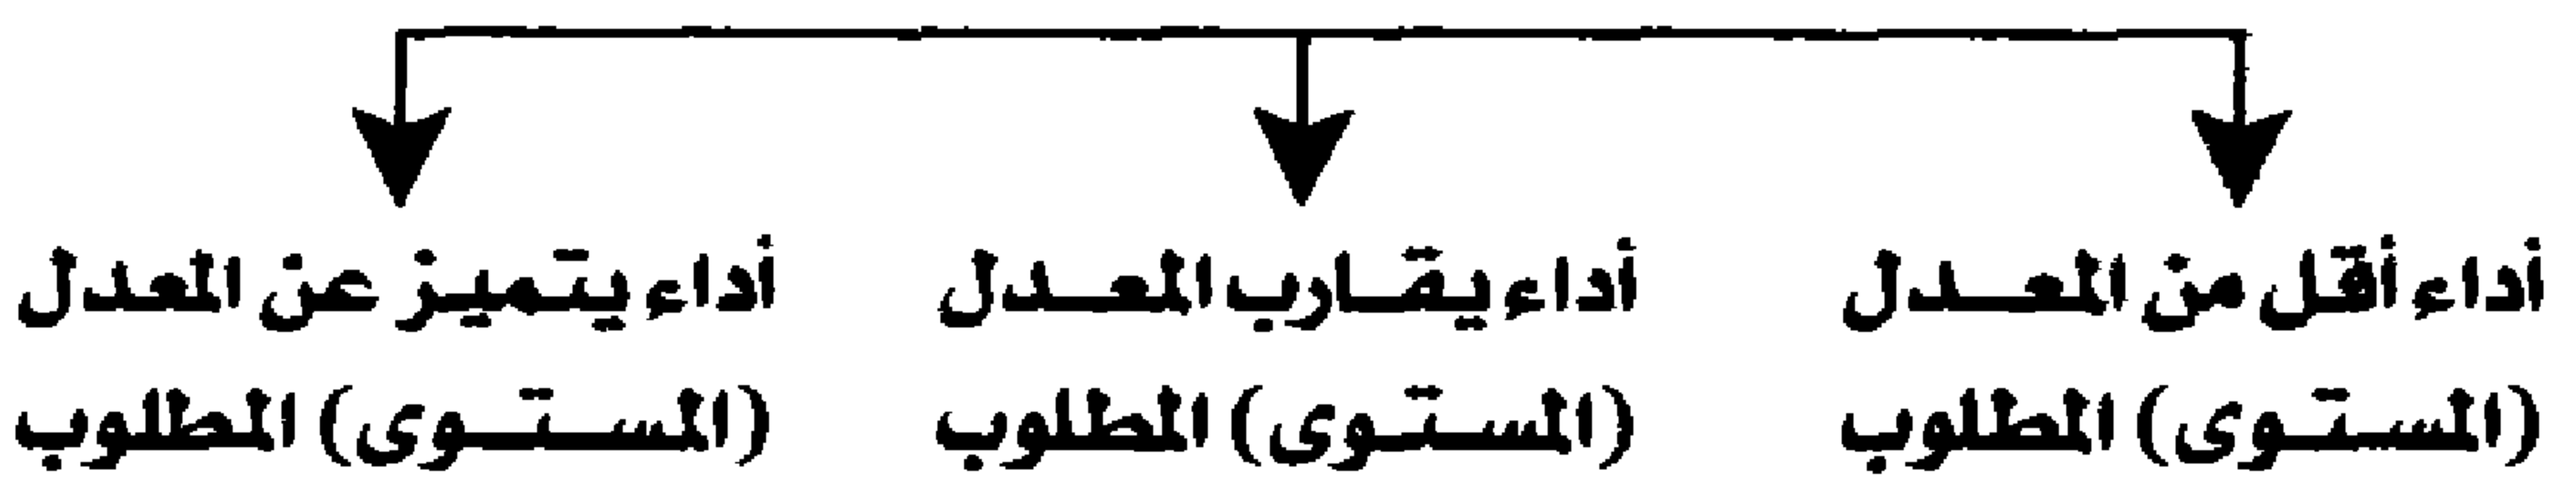 أداء أقل من المعدل
(المستوى) المطلوب
أداء يقارب المعدل
(المستوى) المطلوب
أداء يتميز عن المعدل
(المستوى) المطلوب